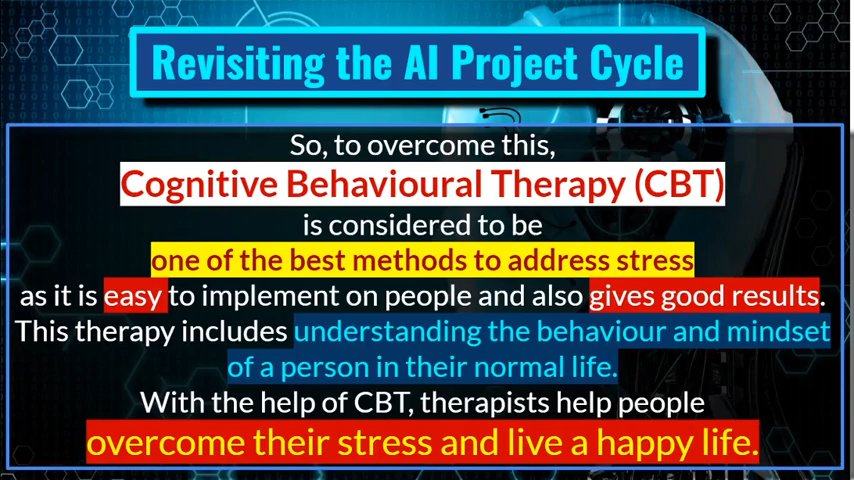 Revisiting the AI Project Cycle
So, to overcome this,
Cognitive Behavioural Therapy (CBT)
is considered to be
one of the best methods to address stress
as it is easy to implement on people and also gives good results.
This therapy includes understanding the behaviour and mindset
of a person in their normal life.
With the help of CBT, therapists help people
overcome their stress and live a happy life.